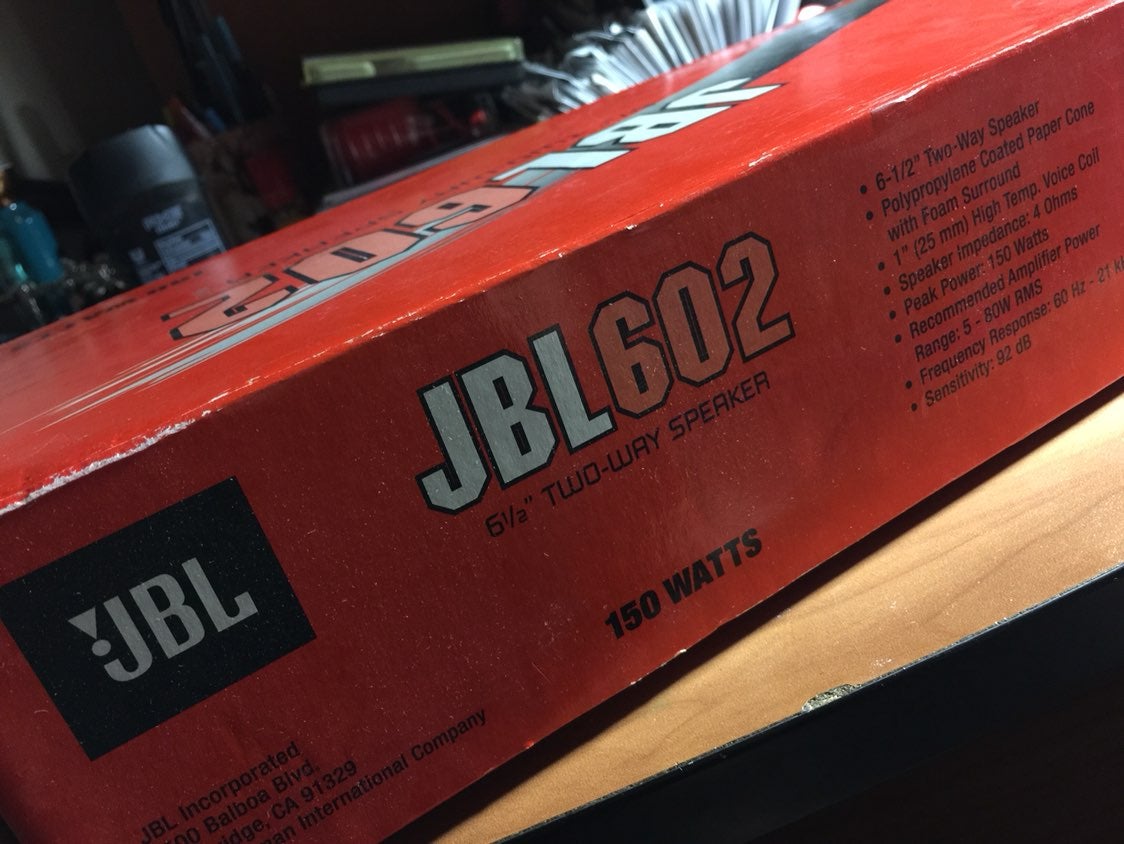 JBL602
JBL602
6½" TWO-WAY SPEAKER
150 WATTS
• 6-1/2" Two-Way Speaker
• Polypropylene Coated Paper Cone
with Foam Surround
• 1" (25 mm) High Temp. Voice Coil
• Speaker Impedance: 4 Ohms
• Peak Power: 150 Watts
• Recommended Amplifier Power
Range: 5 - 80W RMS
• Frequency Response: 60 Hz - 21
• Sensitivity: 92 dB
JBL
JBL Incorporated
Balboa Blvd.
CA 91329
International Company